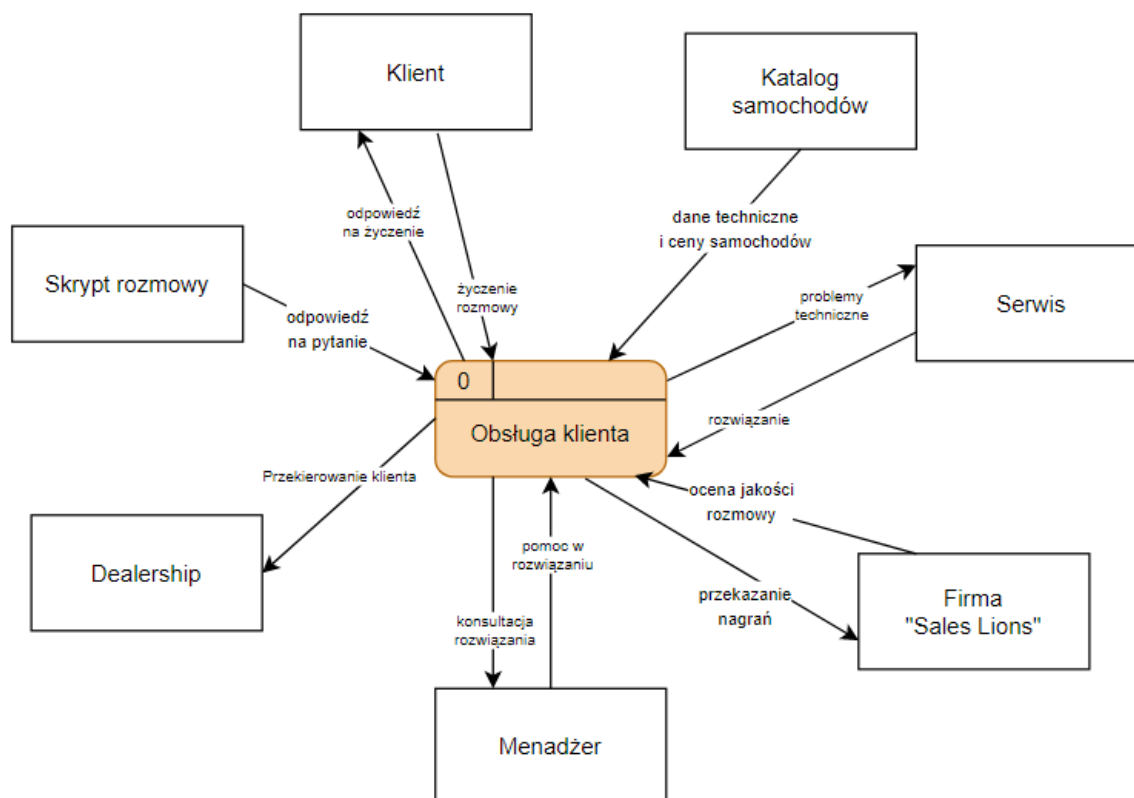 Klient
Katalog
samochodów
odpowiedź
na życzenie
dane techniczne
i ceny samochodów
Skrypt rozmowy
życzenie
rozmowy
problemy
techniczne
Serwis
odpowiedź
na pytanie
0
Obsługa klienta
rozwiązanie
Przekierowanie klienta
ocena jakości
rozmowy
Dealership
pomoc w
rozwiązaniu
przekazanie
nagrań
Firma
"Sales Lions"
konsultacja
rozwiązania
Menadżer